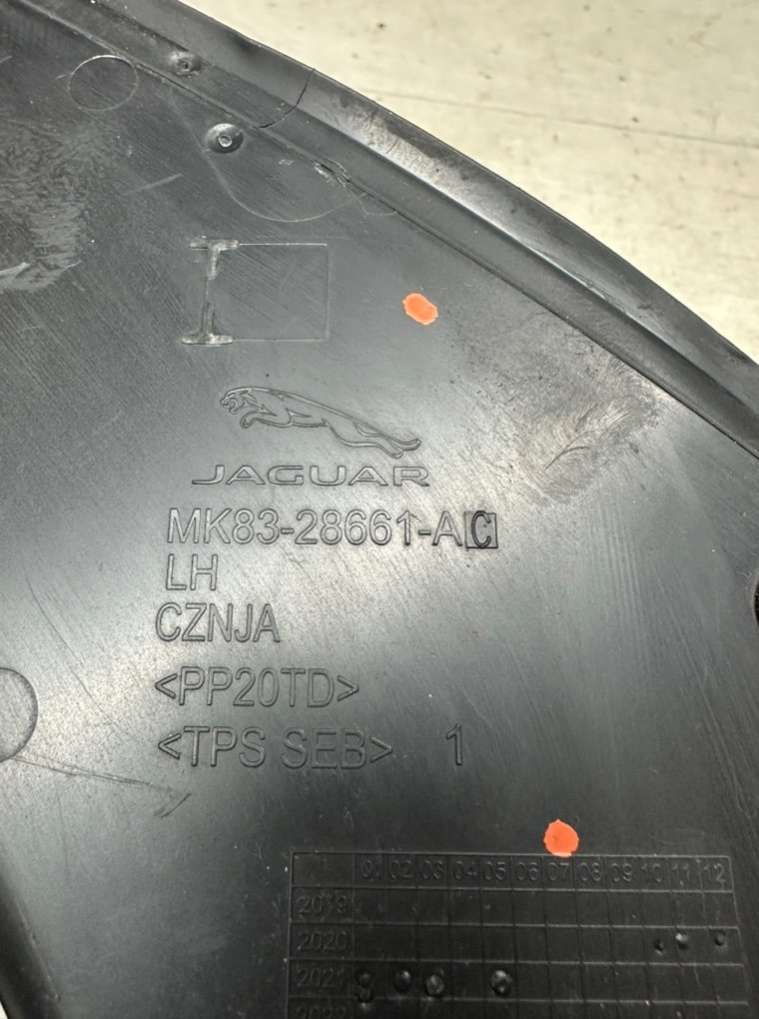 JAGUAR
MK83-28661-AC
LH
CZNJA
<PP20TD>
<TPS SEB> 1
01 02 03 04 05 06 07 08 09 10 11 12
2019
2020
2021